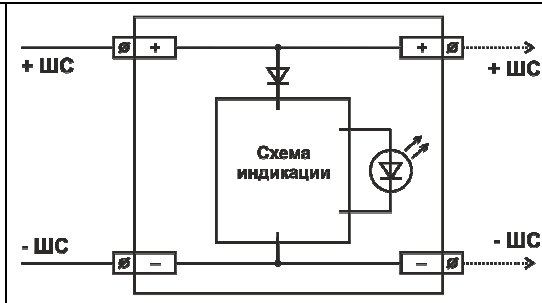 + +
+ ШС + ШС
Схема
индикации
- ШС - ШС
– –